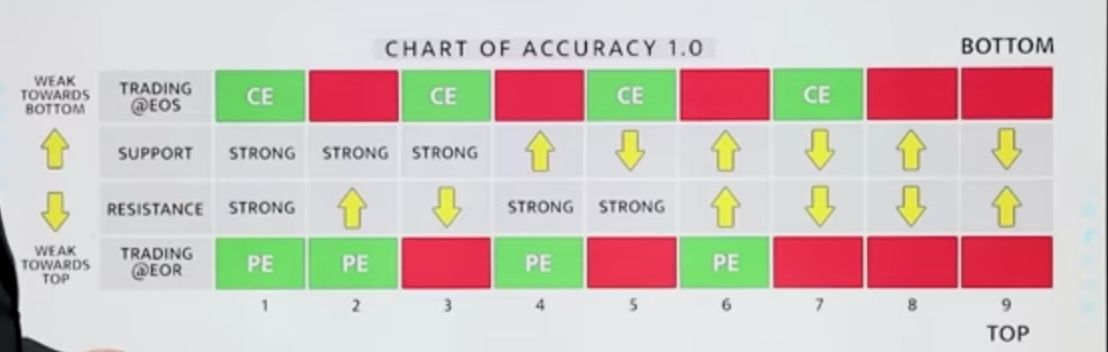 CHART OF ACCURACY 1.0
BOTTOM
WEAK
TOWARDS
BOTTOM
TRADING
@EOS
CE
CE
CE
CE
SUPPORT
STRONG
STRONG
STRONG
RESISTANCE
STRONG
STRONG
STRONG
WEAK
TOWARDS
TOP
TRADING
@EOR
PE
PE
PE
PE
1
2
3
4
5
6
7
8
9
TOP